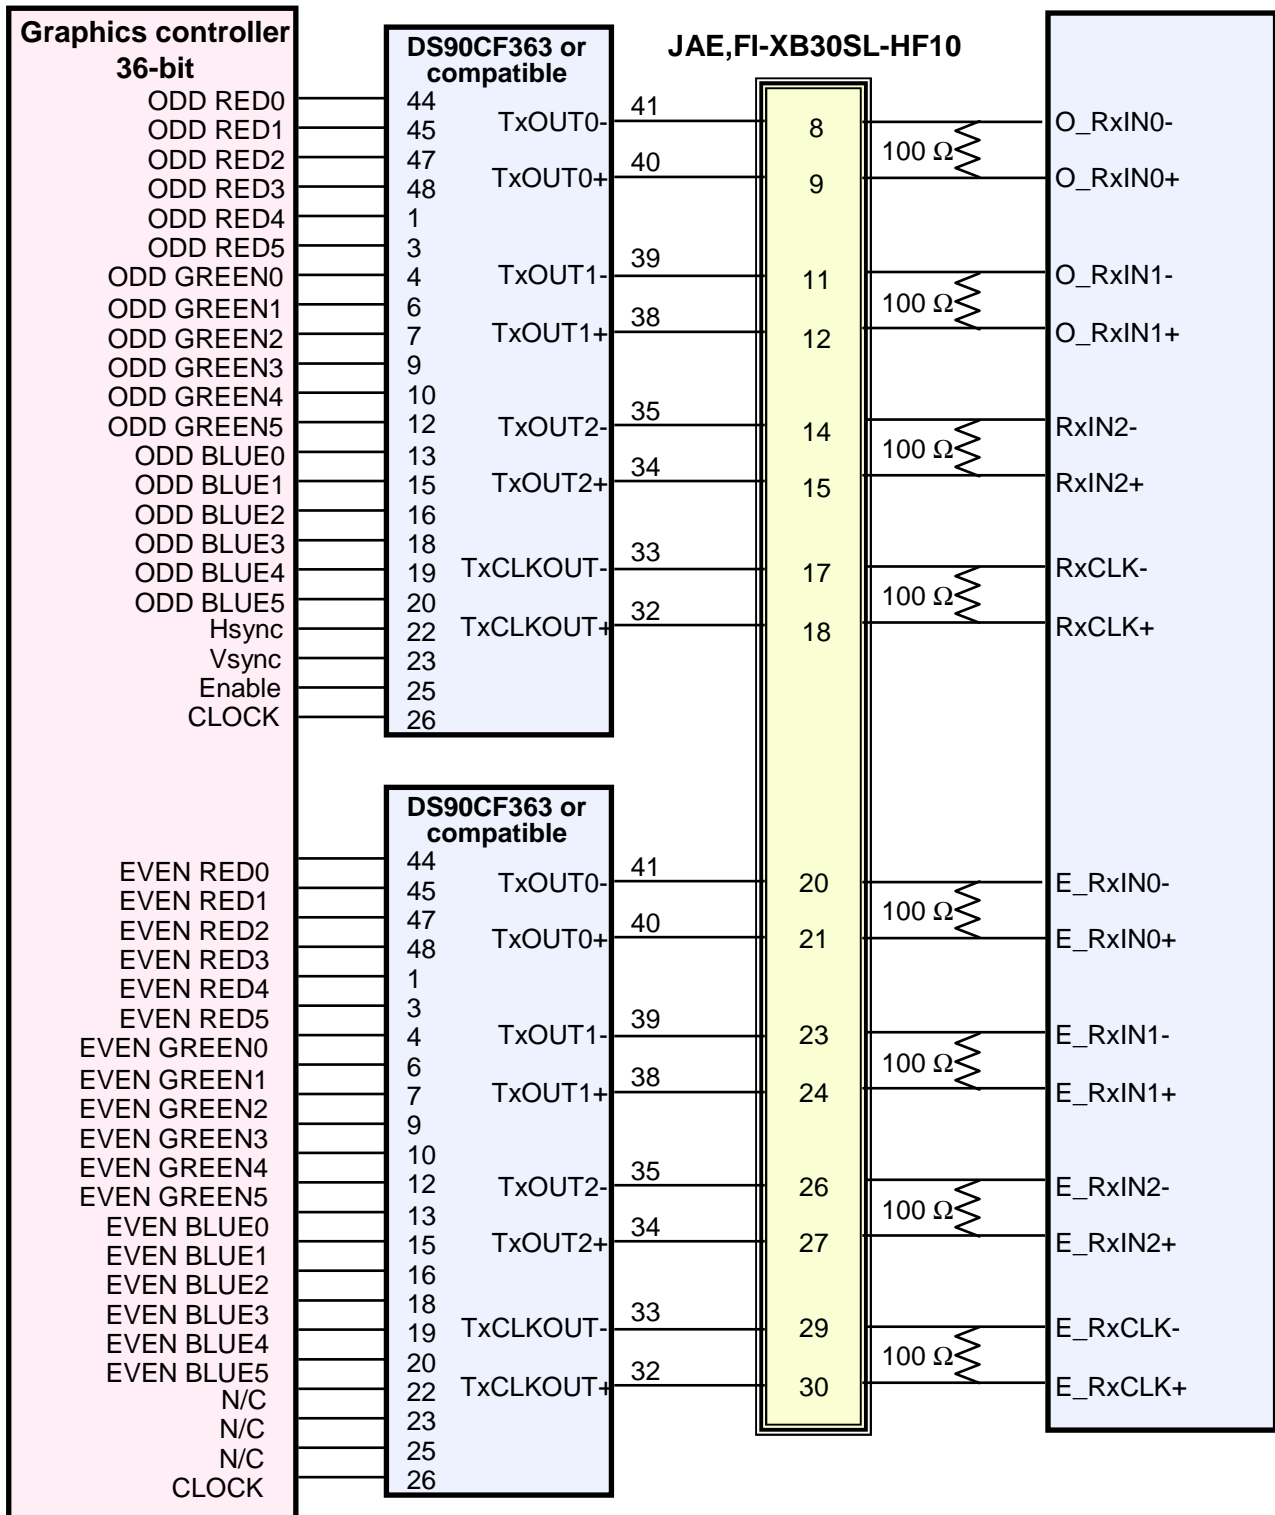 Graphics controller
36-bit
ODD RED0
ODD RED1
ODD RED2
ODD RED3
ODD RED4
ODD RED5
ODD GREEN0
ODD GREEN1
ODD GREEN2
ODD GREEN3
ODD GREEN4
ODD GREEN5
ODD BLUE0
ODD BLUE1
ODD BLUE2
ODD BLUE3
ODD BLUE4
ODD BLUE5
Hsync
Vsync
Enable
CLOCK
EVEN RED0
EVEN RED1
EVEN RED2
EVEN RED3
EVEN RED4
EVEN RED5
EVEN GREEN0
EVEN GREEN1
EVEN GREEN2
EVEN GREEN3
EVEN GREEN4
EVEN GREEN5
EVEN BLUE0
EVEN BLUE1
EVEN BLUE2
EVEN BLUE3
EVEN BLUE4
EVEN BLUE5
N/C
N/C
N/C
CLOCK
DS90CF363 or
compatible
44
45
47
48
1
3
4
6
7
9
10
12
13
15
16
18
19
20
22
23
25
26
TxOUT0-
TxOUT0+
TxOUT1-
TxOUT1+
TxOUT2-
TxOUT2+
TxCLKOUT-
TxCLKOUT+
41
40
39
38
35
34
33
32
DS90CF363 or
compatible
44
45
47
48
1
3
4
6
7
9
10
12
13
15
16
18
19
20
22
23
25
26
TxOUT0-
TxOUT0+
TxOUT1-
TxOUT1+
TxOUT2-
TxOUT2+
TxCLKOUT-
TxCLKOUT+
41
40
39
38
35
34
33
32
JAE,FI-XB30SL-HF10
8
9
11
12
14
15
17
18
20
21
23
24
26
27
29
30
100 Ω
100 Ω
100 Ω
100 Ω
100 Ω
100 Ω
100 Ω
100 Ω
O_RxIN0-
O_RxIN0+
O_RxIN1-
O_RxIN1+
RxIN2-
RxIN2+
RxCLK-
RxCLK+
E_RxIN0-
E_RxIN0+
E_RxIN1-
E_RxIN1+
E_RxIN2-
E_RxIN2+
E_RxCLK-
E_RxCLK+